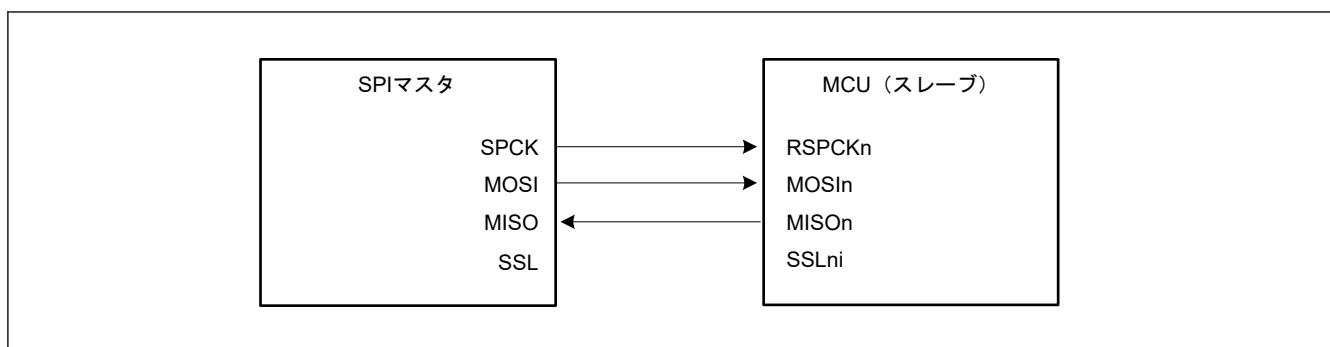 SPIマスタ
SPCK
MOSI
MISO
SSL
MCU（スレーブ）
RSPCKn
MOSIn
MISOn
SSLni